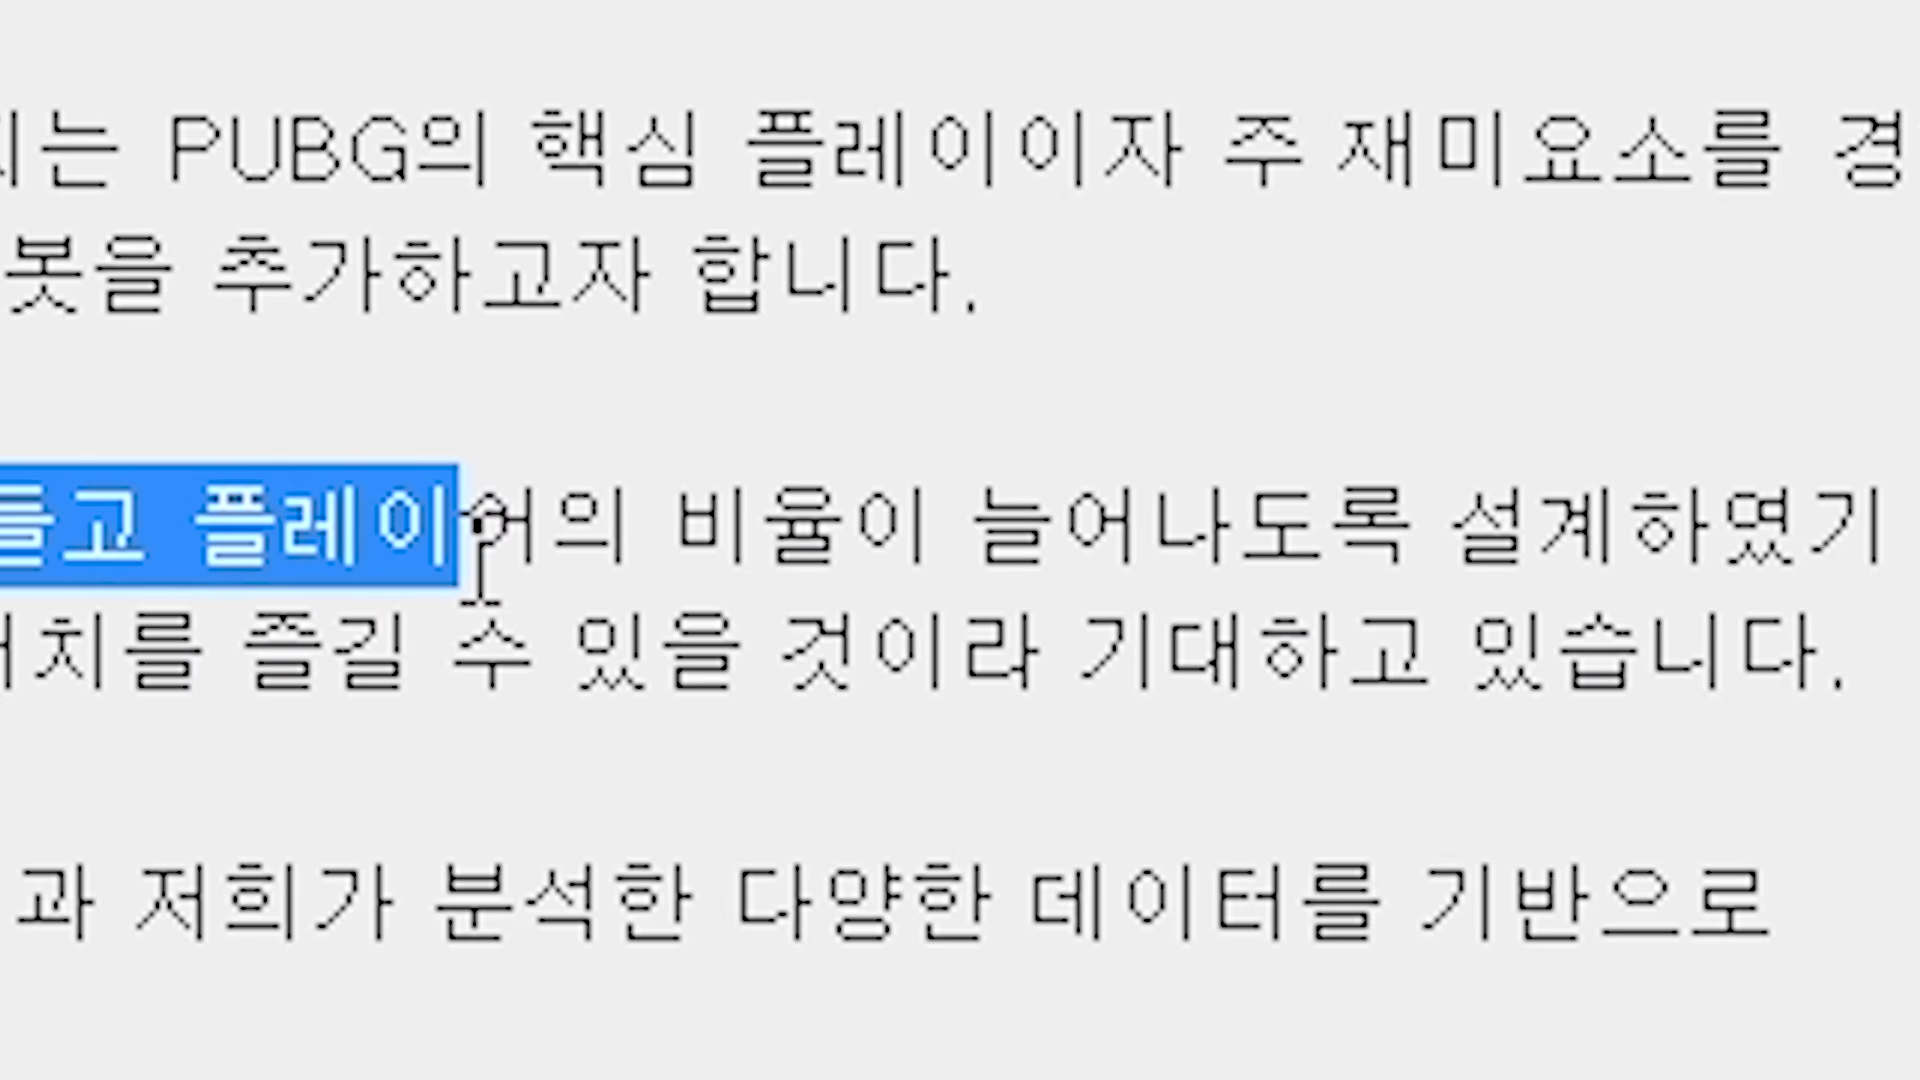 는 PUBG의 핵심 플레이이자 주 재미요소를 경
봇을 추가하고자 합니다.
들고 플레이어의 비율이 늘어나도록 설계하였기
치를 즐길 수 있을 것이라 기대하고 있습니다.
과 저희가 분석한 다양한 데이터를 기반으로